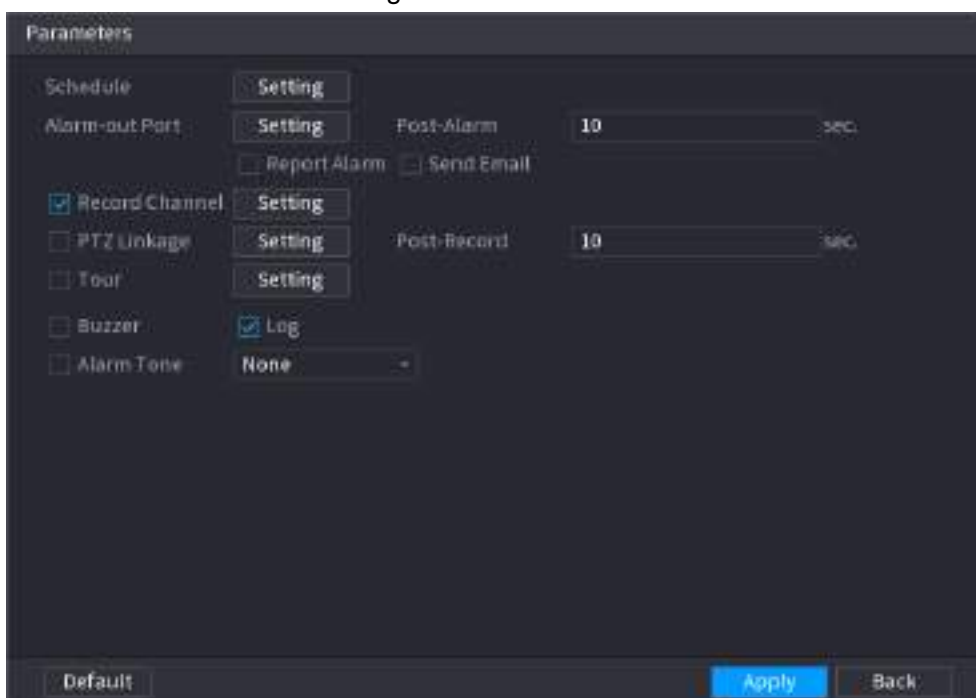 Parameters
Schedule Setting
Alarm-out Port Setting Post-Alarm 10 sec.
Report Alarm Send Email
Record Channel Setting
PTZ Linkage Setting Post-Record 10 sec.
Tour Setting
Buzzer Log
Alarm Tone None
Default Apply Back